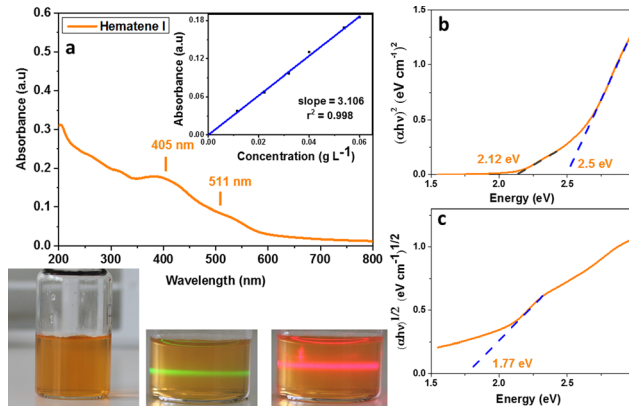 Hematene I
a
Absorbance (a.u)
0.6
0.5
0.4
0.3
0.2
0.1
0.0
200
300
400
500
600
700
800
Wavelength (nm)
405 nm
511 nm
Absorbance (a.u)
0.18
0.12
0.06
0.00
0.00
0.02
0.04
0.06
Concentration (g L⁻¹)
slope = 3.106
r² = 0.998
b
(αhν)² (eV cm⁻¹)²
1.5
1.0
0.5
0.0
2.12 eV
2.5 eV
2.0
2.5
Energy (eV)
c
(αhν)1/2 (eV cm⁻¹)1/2
1.0
0.5
0.0
1.77 eV
2.0
2.5
Energy (eV)